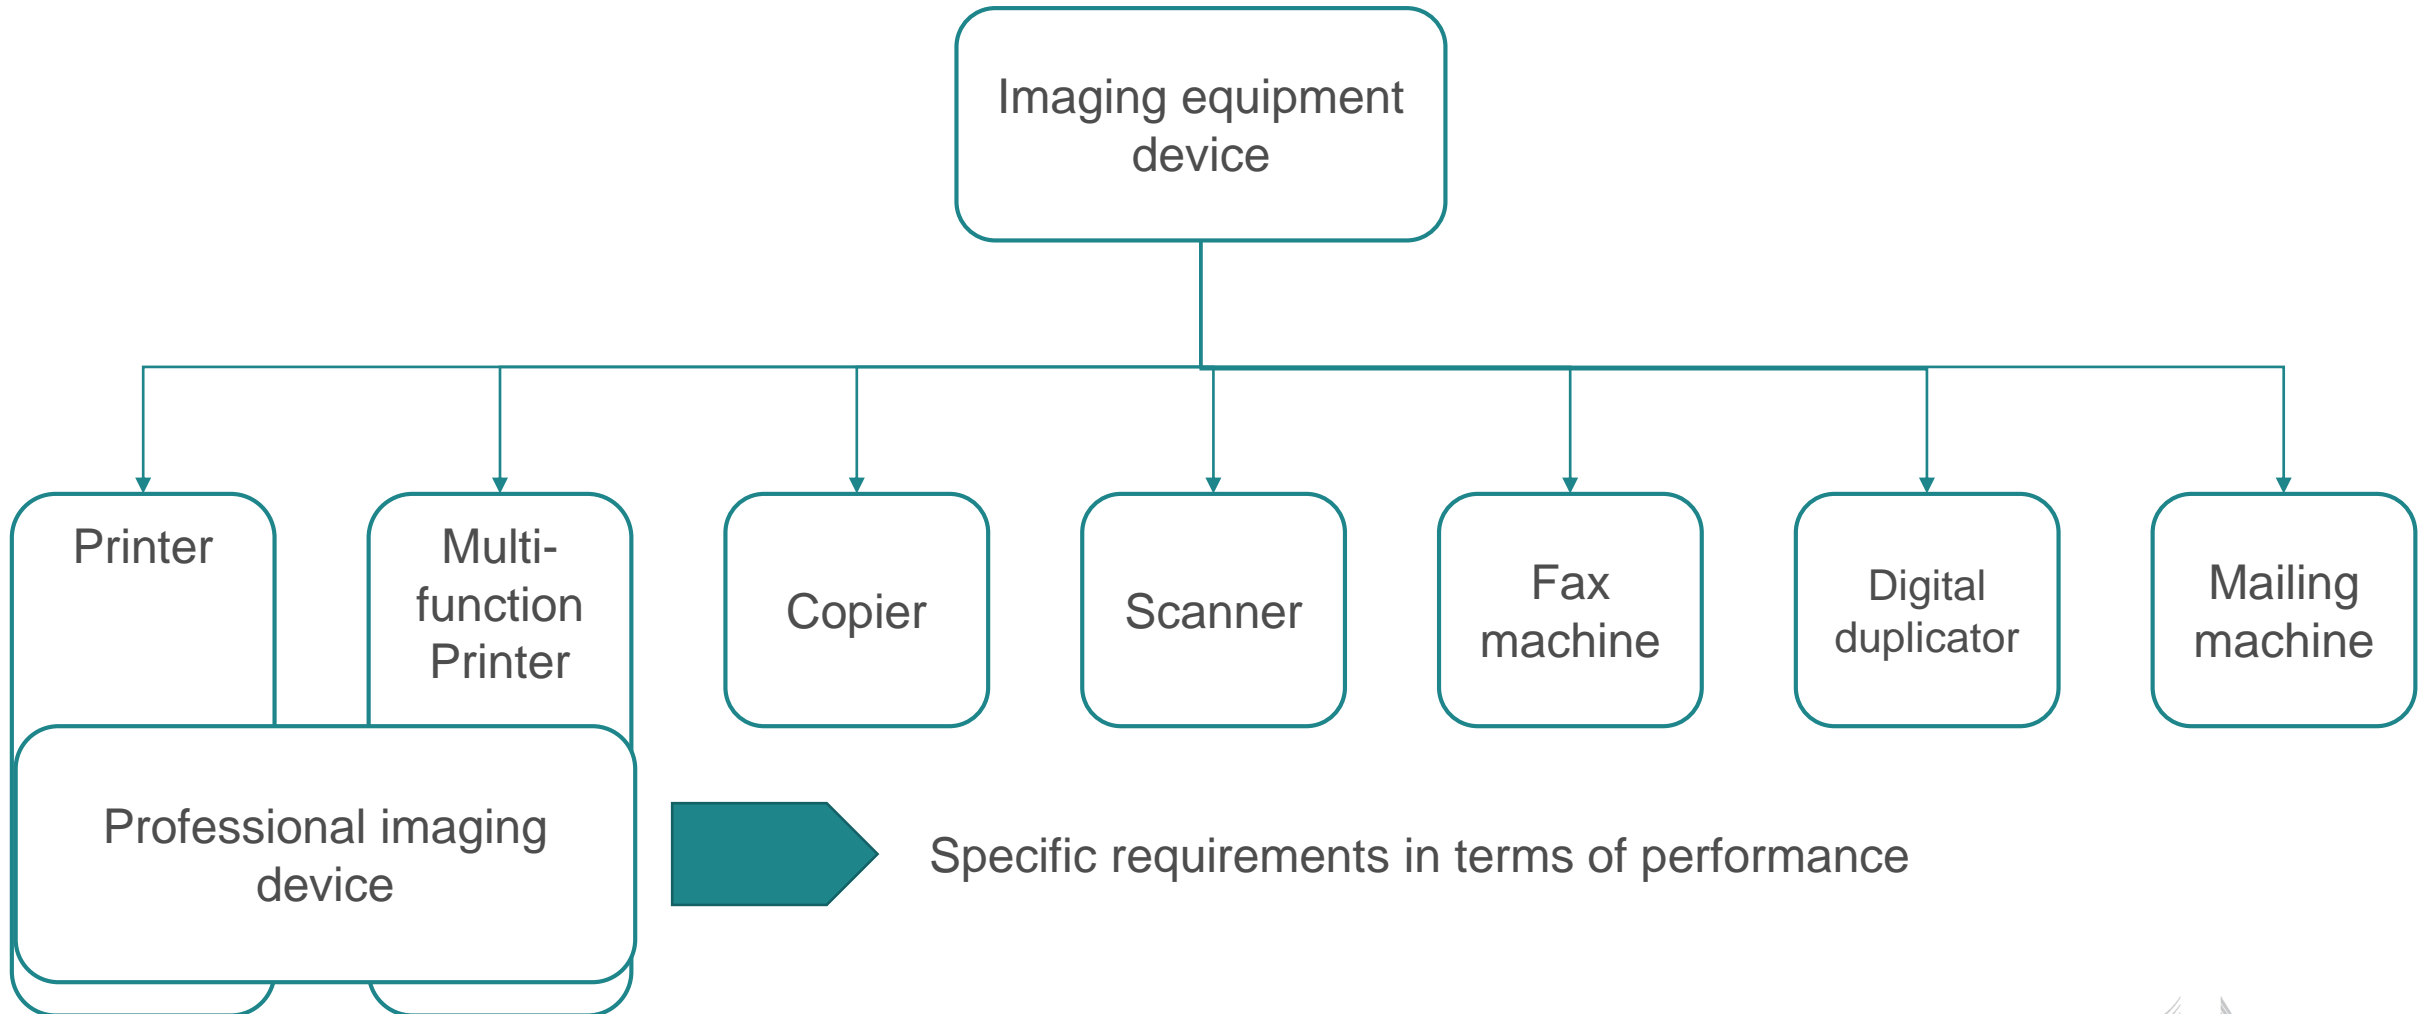 Imaging equipment
device
Printer
Multi-
function
Printer
Copier
Scanner
Fax
machine
Digital
duplicator
Mailing
machine
Professional imaging
device
Specific requirements in terms of performance